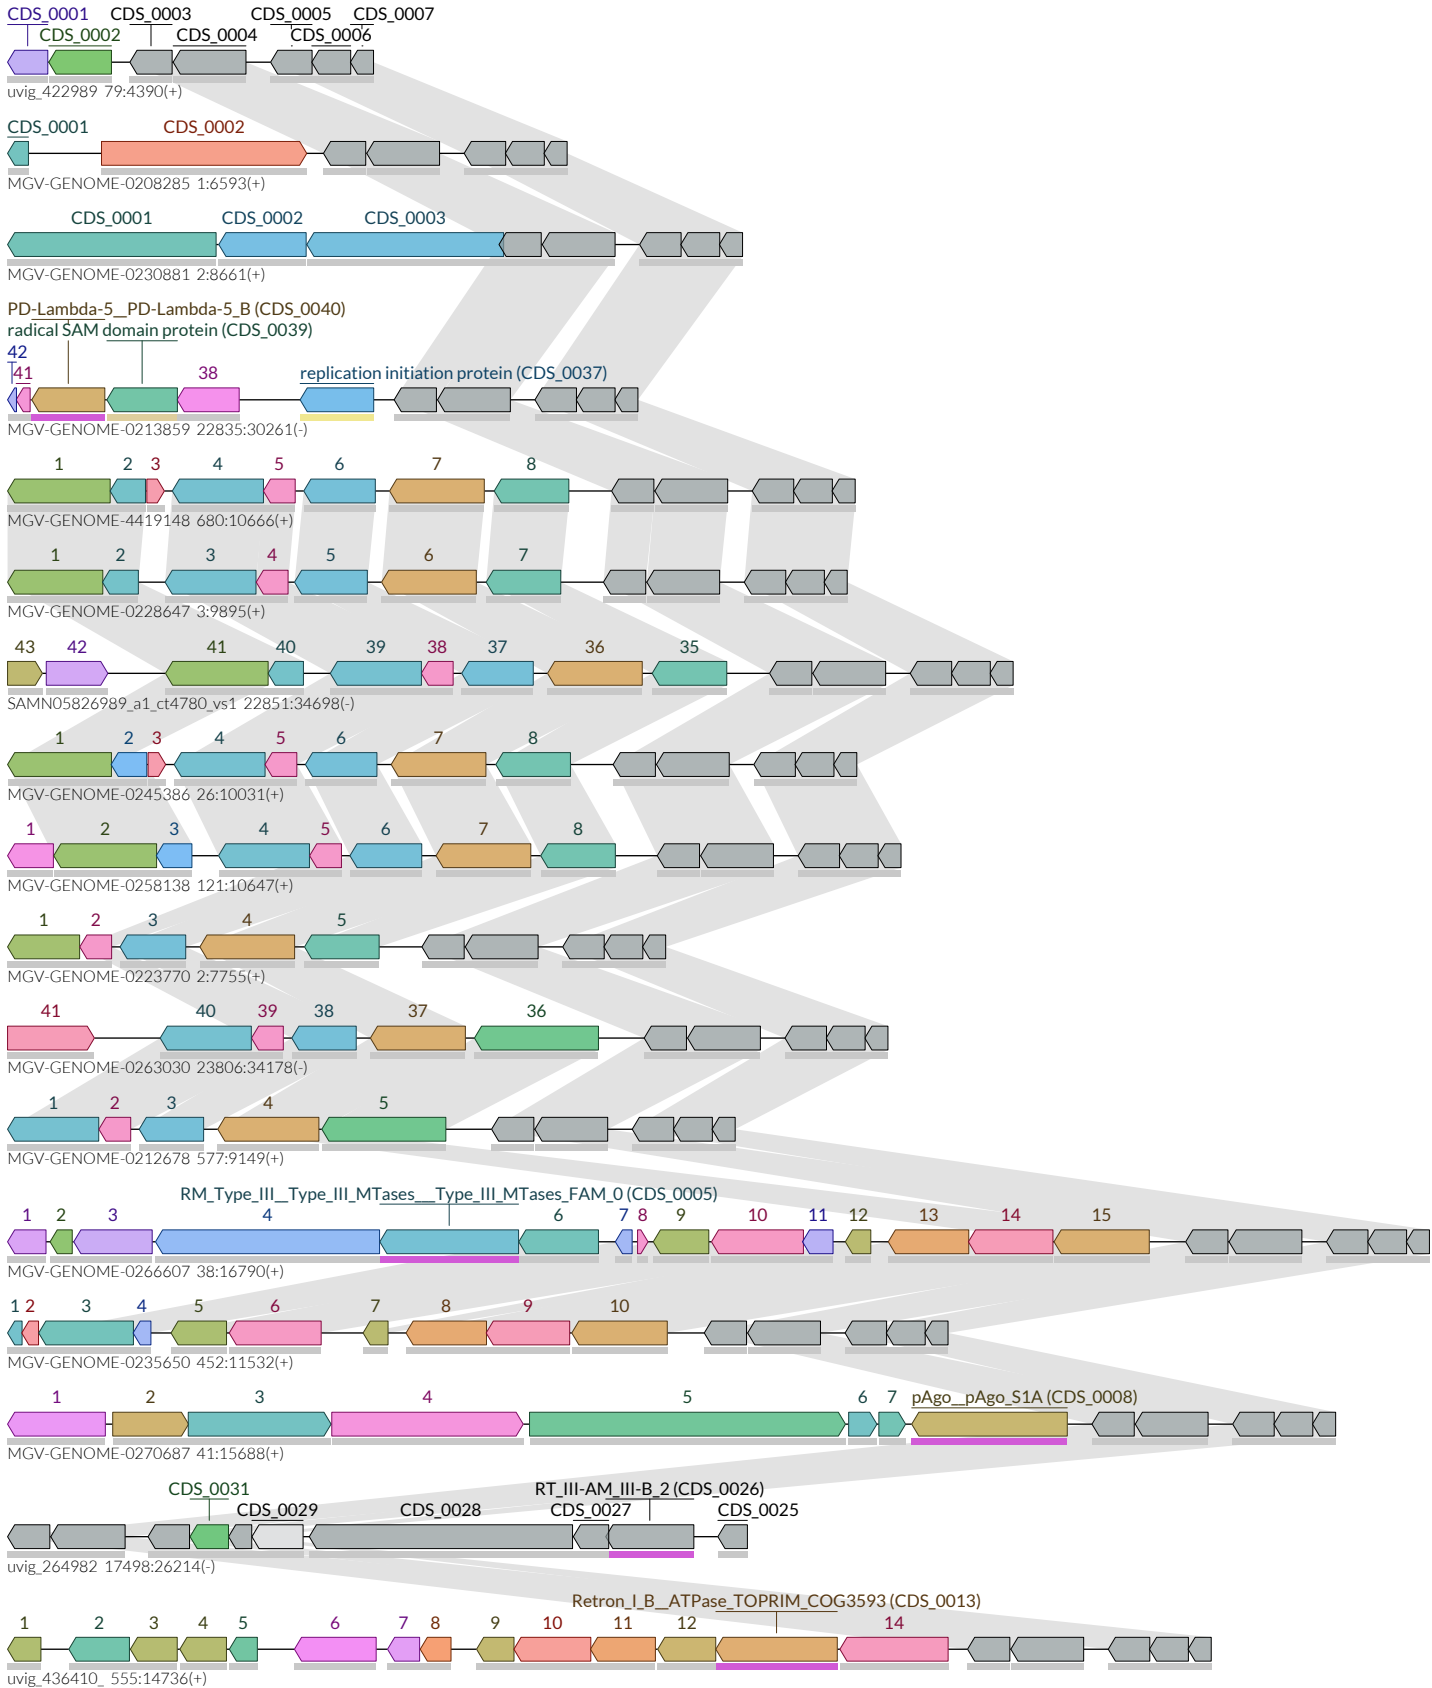 CDS_0001 CDS_0003 CDS_0005 CDS_0007
CDS_0002 CDS_0004 CDS_0006
uvig_422989 79:4390(+)
CDS_0001 CDS_0002
MGV-GENOME-0208285 1:6593(+)
CDS_0001 CDS_0002 CDS_0003
MGV-GENOME-0230881 2:8661(+)
PD-Lambda-5__PD-Lambda-5_B (CDS_0040)
radical SAM domain protein (CDS_0039)
42
41 38 replication initiation protein (CDS_0037)
MGV-GENOME-0213859 22835:30261(-)
1 2 3 4 5 6 7 8
MGV-GENOME-4419148 680:10666(+)
1 2 3 4 5 6 7
MGV-GENOME-0228647 3:9895(+)
43 42 41 40 39 38 37 36 35
SAMN05826989_a1_ct4780_vs1 22851:34698(-)
1 2 3 4 5 6 7 8
MGV-GENOME-0245386 26:10031(+)
1 2 3 4 5 6 7 8
MGV-GENOME-0258138 121:10647(+)
1 2 3 4 5
MGV-GENOME-0223770 2:7755(+)
41 40 39 38 37 36
MGV-GENOME-0263030 23806:34178(-)
1 2 3 4 5
MGV-GENOME-0212678 577:9149(+)
RM_Type_III__Type_III_MTases___Type_III_MTases_FAM_0 (CDS_0005)
1 2 3 4 6 7 8 9 10 11 12 13 14 15
MGV-GENOME-0266607 38:16790(+)
1 2 3 4 5 6 7 8 9 10
MGV-GENOME-0235650 452:11532(+)
1 2 3 4 5 6 7 pAgo__pAgo_S1A (CDS_0008)
MGV-GENOME-0270687 41:15688(+)
CDS_0031 RT_III-AM_III-B_2 (CDS_0026)
CDS_0029 CDS_0028 CDS_0027 CDS_0025
uvig_264982 17498:26214(-)
Retron_I_B__ATPase_TOPRIM_COG3593 (CDS_0013)
1 2 3 4 5 6 7 8 9 10 11 12 14
uvig_436410_ 555:14736(+)